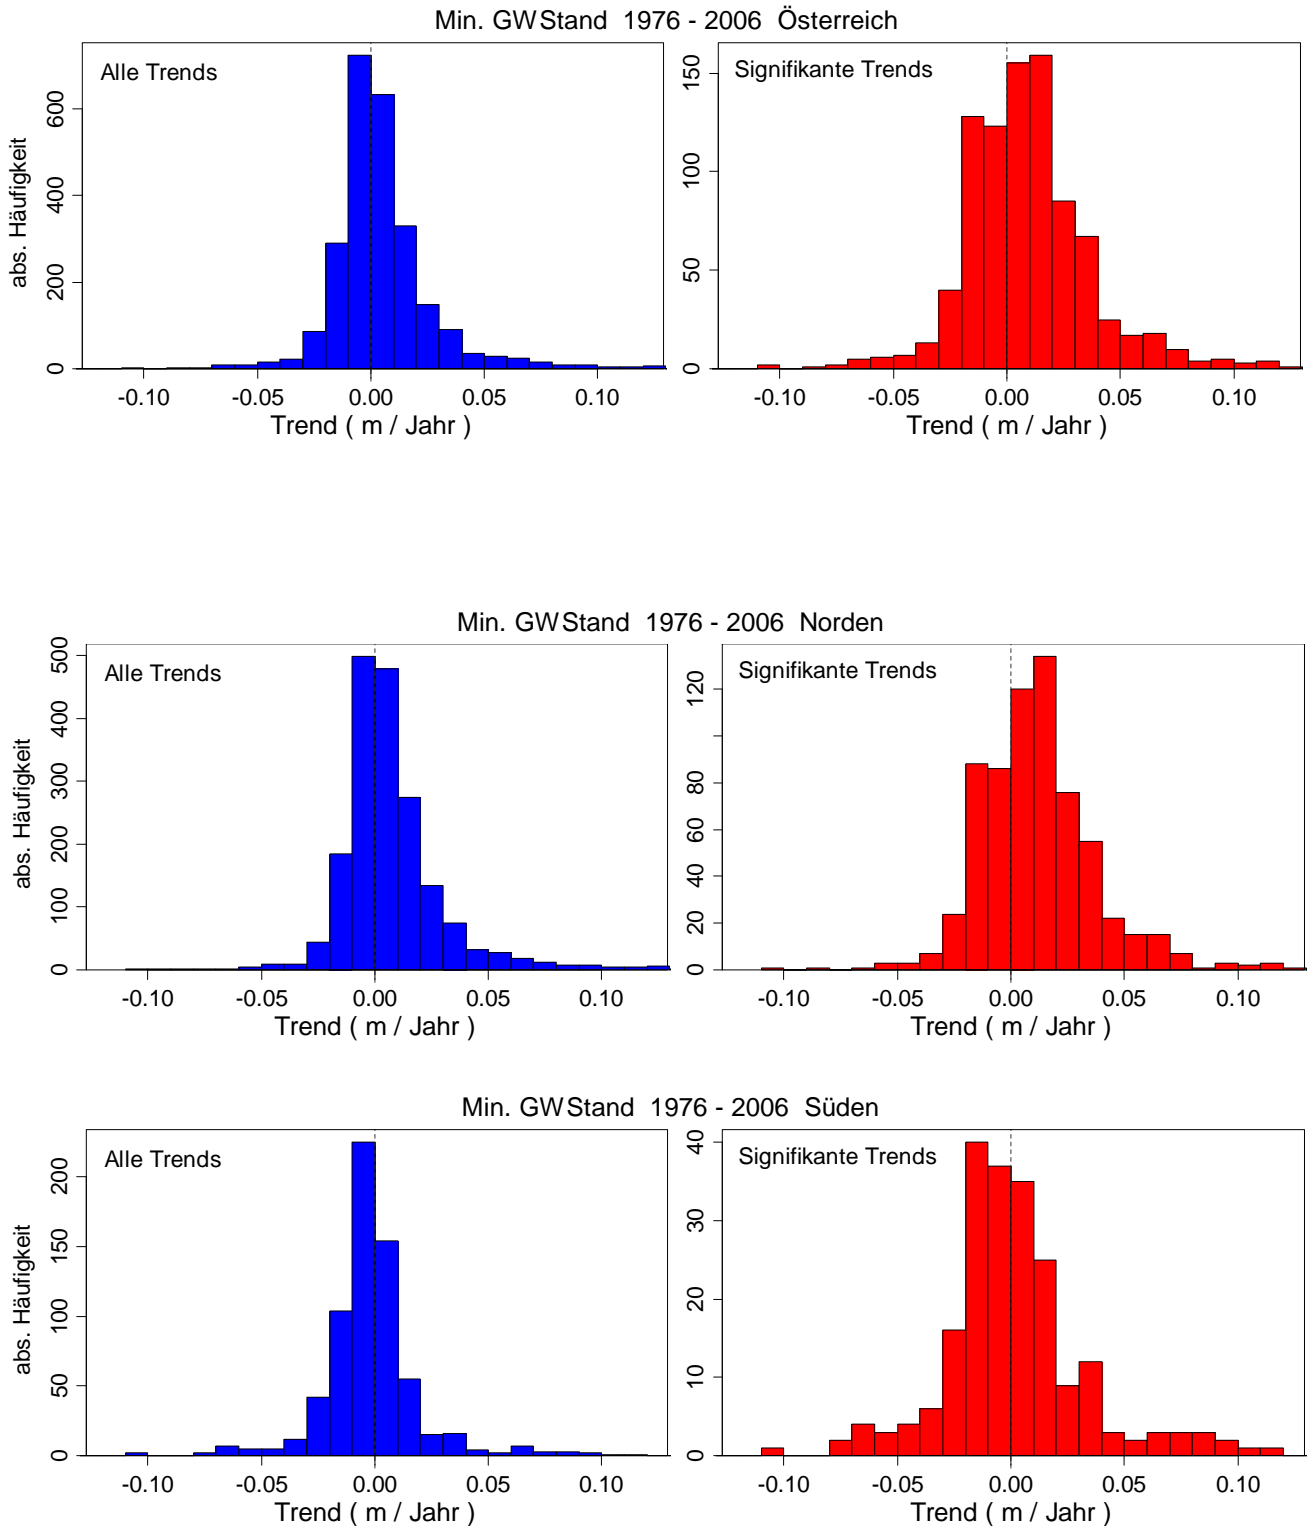 Min. GWStand 1976 - 2006 Österreich
Alle Trends
abs. Häufigkeit
0 200 400 600
-0.10 -0.05 0.00 0.05 0.10
Trend ( m / Jahr )
Signifikante Trends
0 50 100 150
-0.10 -0.05 0.00 0.05 0.10
Trend ( m / Jahr )
Min. GWStand 1976 - 2006 Norden
Alle Trends
abs. Häufigkeit
0 100 200 300 400 500
-0.10 -0.05 0.00 0.05 0.10
Trend ( m / Jahr )
Signifikante Trends
0 20 40 60 80 120
-0.10 -0.05 0.00 0.05 0.10
Trend ( m / Jahr )
Min. GWStand 1976 - 2006 Süden
Alle Trends
abs. Häufigkeit
0 50 100 150 200
-0.10 -0.05 0.00 0.05 0.10
Trend ( m / Jahr )
Signifikante Trends
0 10 20 30 40
-0.10 -0.05 0.00 0.05 0.10
Trend ( m / Jahr )